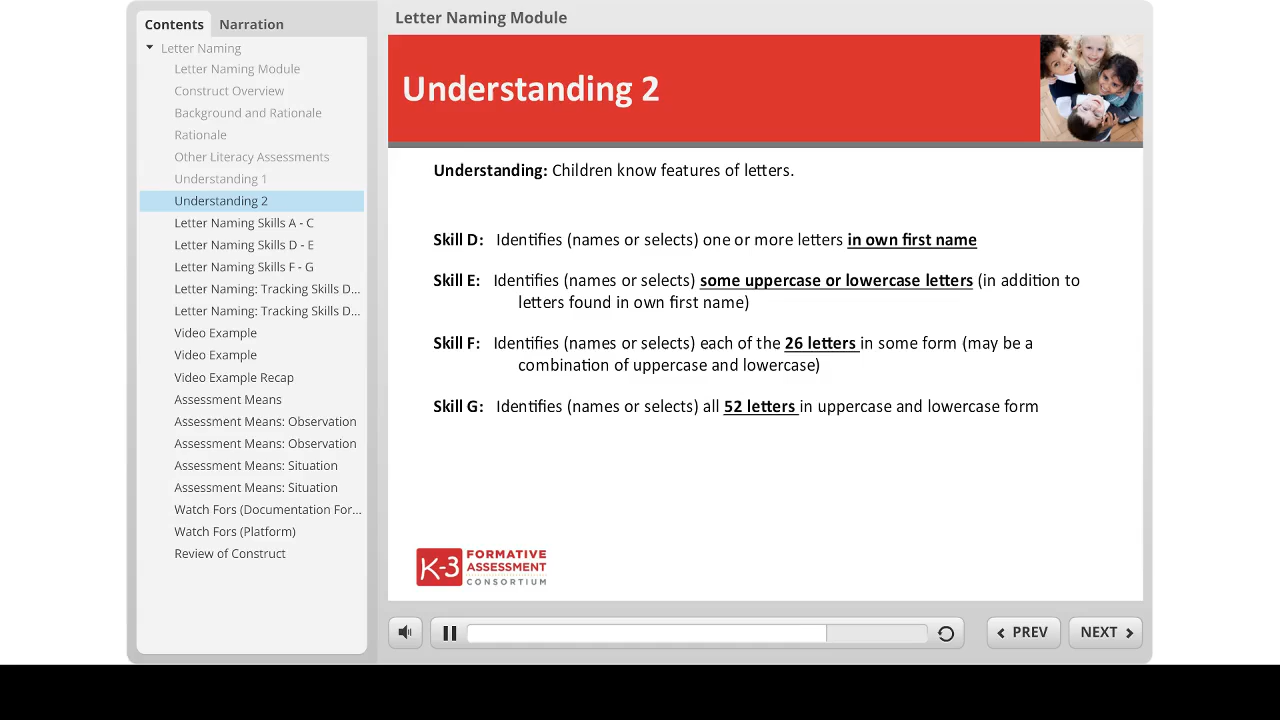 Contents
Narration
Letter Naming
Letter Naming Module
Construct Overview
Background and Rationale
Rationale
Other Literacy Assessments
Understanding 1
Understanding 2
Letter Naming Skills A - C
Letter Naming Skills D - E
Letter Naming Skills F - G
Letter Naming: Tracking Skills D...
Letter Naming: Tracking Skills D...
Video Example
Video Example
Video Example Recap
Assessment Means
Assessment Means: Observation
Assessment Means: Observation
Assessment Means: Situation
Assessment Means: Situation
Watch Fors (Documentation For...
Watch Fors (Platform)
Review of Construct
Letter Naming Module
Understanding 2
Understanding: Children know features of letters.
Skill D: Identifies (names or selects) one or more letters in own first name
Skill E: Identifies (names or selects) some uppercase or lowercase letters (in addition to
letters found in own first name)
Skill F: Identifies (names or selects) each of the 26 letters in some form (may be a
combination of uppercase and lowercase)
Skill G: Identifies (names or selects) all 52 letters in uppercase and lowercase form
K-3
FORMATIVE
ASSESSMENT
CONSORTIUM
PREV
NEXT